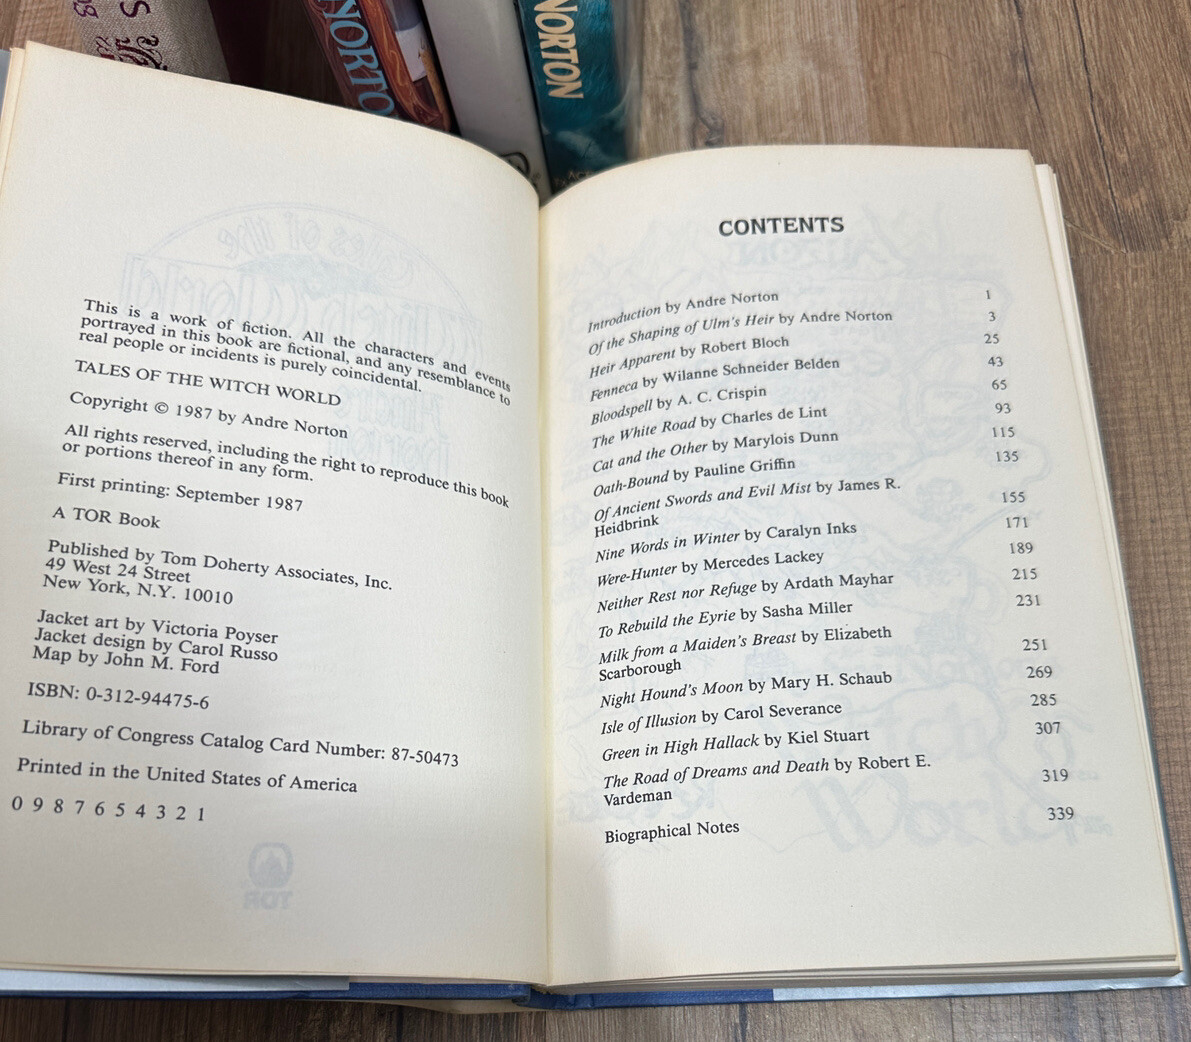 NORTO
NORTON
ACE
This is a work of fiction. All the characters and events
portrayed in this book are fictional, and any resemblance to
real people or incidents is purely coincidental.
TALES OF THE WITCH WORLD
Copyright © 1987 by Andre Norton
All rights reserved, including the right to reproduce this book
or portions thereof in any form.
First printing: September 1987
A TOR Book
Published by Tom Doherty Associates, Inc.
49 West 24 Street
New York, N.Y. 10010
Jacket art by Victoria Poyser
Jacket design by Carol Russo
Map by John M. Ford
ISBN: 0-312-94475-6
Library of Congress Catalog Card Number: 87-50473
Printed in the United States of America
0 9 8 7 6 5 4 3 2 1
CONTENTS
Introduction by Andre Norton 1
Of the Shaping of Ulm's Heir by Andre Norton 3
Heir Apparent by Robert Bloch 25
Fenneca by Wilanne Schneider Belden 43
Bloodspell by A. C. Crispin 65
The White Road by Charles de Lint 93
Cat and the Other by Marylois Dunn 115
Oath-Bound by Pauline Griffin 135
Of Ancient Swords and Evil Mist by James R.
Heidbrink 155
Nine Words in Winter by Caralyn Inks 171
Were-Hunter by Mercedes Lackey 189
Neither Rest nor Refuge by Ardath Mayhar 215
To Rebuild the Eyrie by Sasha Miller 231
Milk from a Maiden's Breast by Elizabeth
Scarborough 251
Night Hound's Moon by Mary H. Schaub 269
Isle of Illusion by Carol Severance 285
Green in High Hallack by Kiel Stuart 307
The Road of Dreams and Death by Robert E.
Vardeman 319
Biographical Notes 339